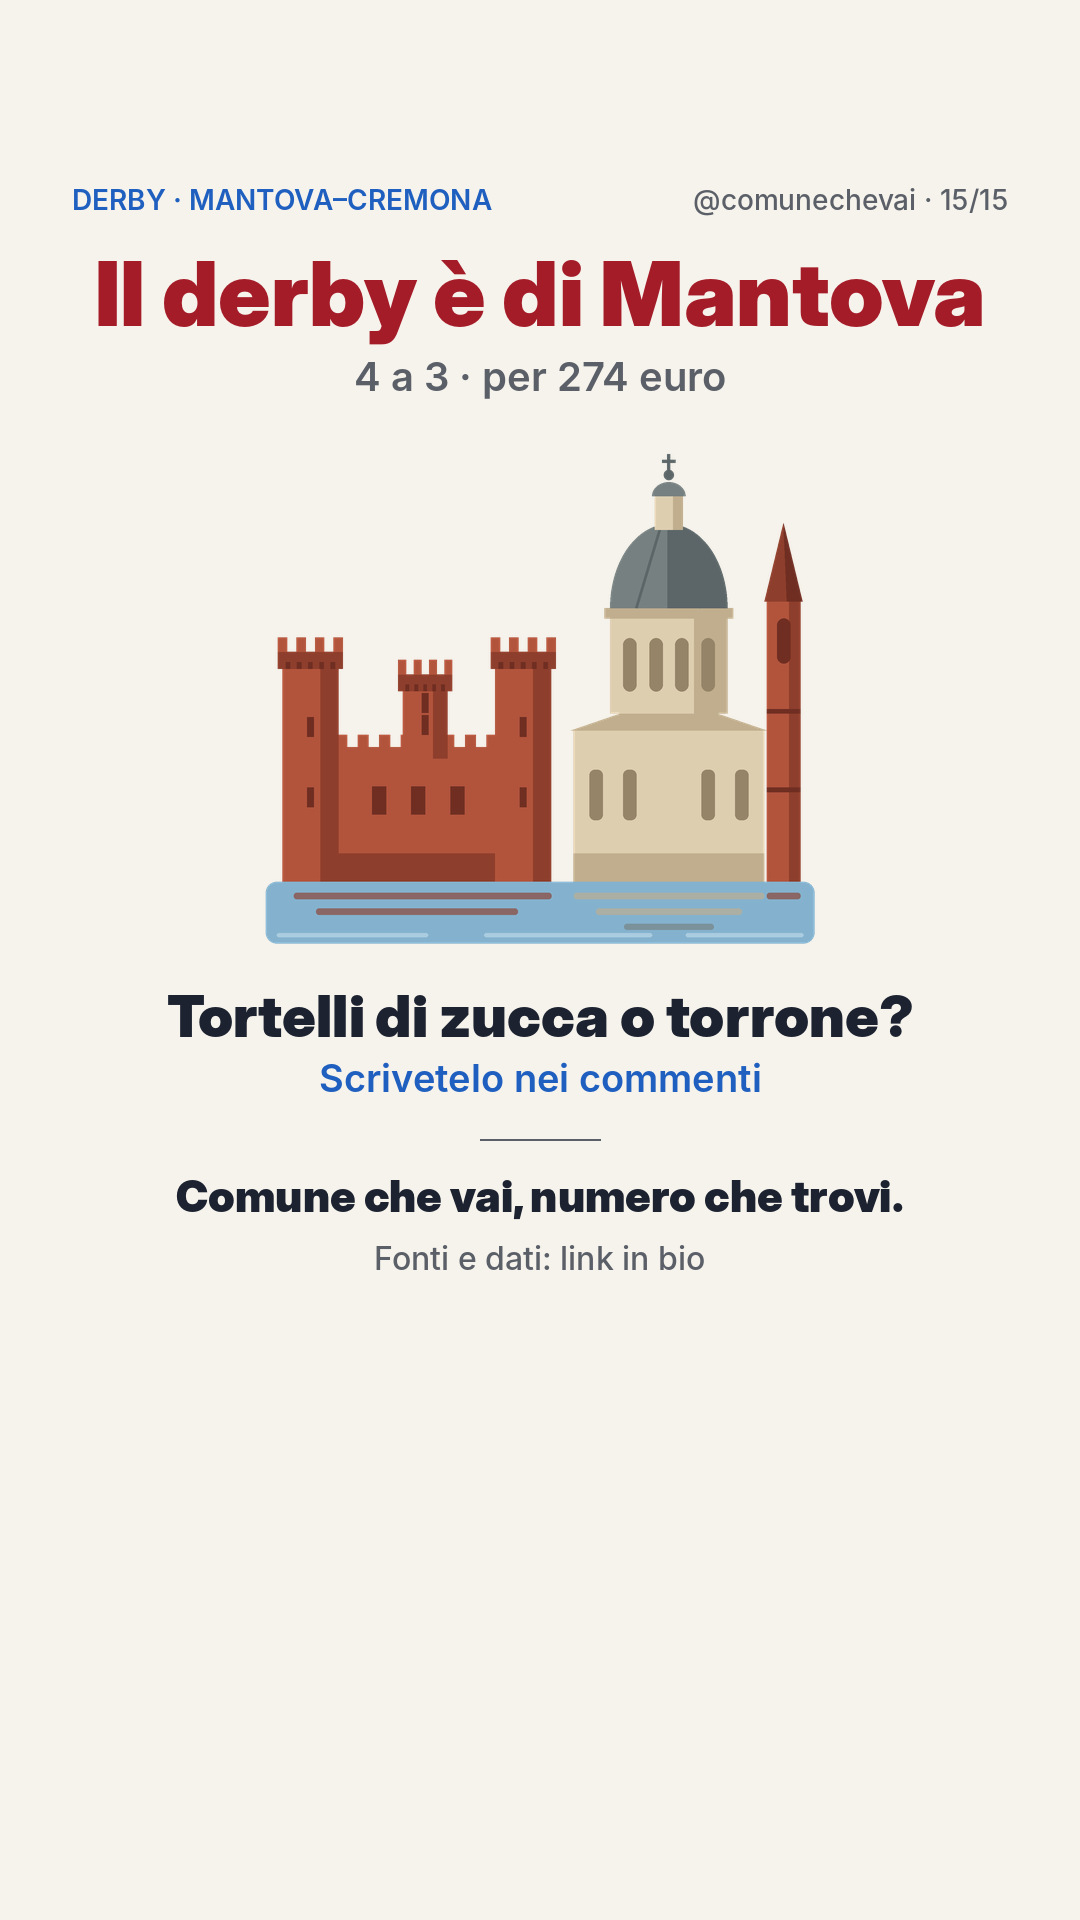 DERBY · MANTOVA–CREMONA
@comunechevai · 15/15
Il derby è di Mantova
4 a 3 · per 274 euro
Tortelli di zucca o torrone?
Scrivetelo nei commenti
Comune che vai, numero che trovi.
Fonti e dati: link in bio